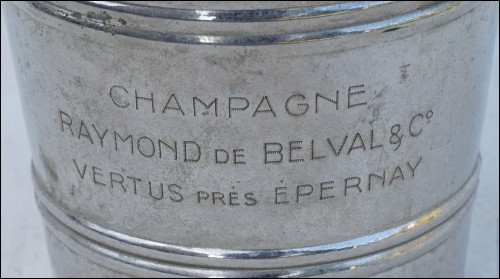 CHAMPAGNE
RAYMOND DE BELVAL & Cº
VERTUS PRÈS ÉPERNAY